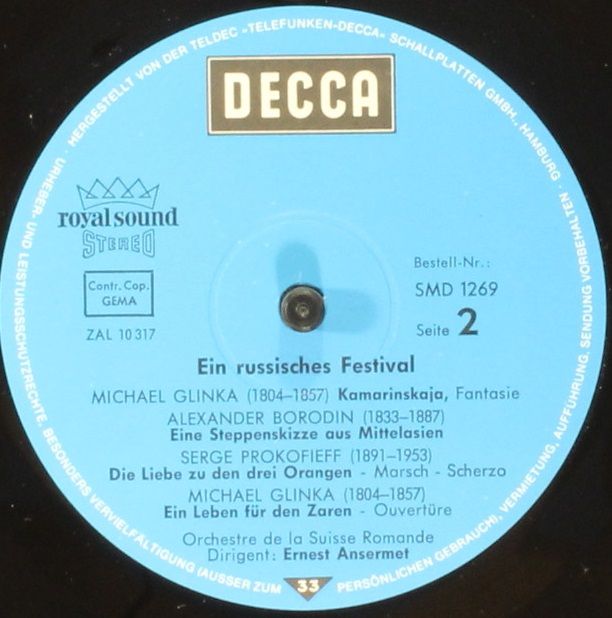 HERGESTELLT VON DER TELDEC »TELEFUNKEN-DECCA« SCHALLPLATTEN GMBH., HAMBURG · URHEBER- UND LEISTUNGSSCHUTZRECHTE, BESONDERS VERVIELFÄLTIGUNG (AUSSER ZUM PERSÖNLICHEN GEBRAUCH), VERMIETUNG, AUFFÜHRUNG, SENDUNG VORBEHALTEN ·
DECCA
royal sound
STEREO
Contr. Cop.
GEMA
ZAL 10 317
Bestell-Nr.:
SMD 1269
Seite 2
Ein russisches Festival
MICHAEL GLINKA (1804–1857) Kamarinskaja, Fantasie
ALEXANDER BORODIN (1833–1887)
Eine Steppenskizze aus Mittelasien
SERGE PROKOFIEFF (1891–1953)
Die Liebe zu den drei Orangen - Marsch - Scherzo
MICHAEL GLINKA (1804–1857)
Ein Leben für den Zaren - Ouvertüre
Orchestre de la Suisse Romande
Dirigent: Ernest Ansermet
33